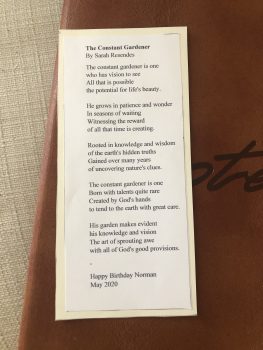 The Constant Gardener
By Sarah Resendes
The constant gardener is one
who has vision to see
All that is possible
the potential for life's beauty.
He grows in patience and wonder
In seasons of waiting
Witnessing the reward
of all that time is creating.
Rooted in knowledge and wisdom
of the earth's hidden truths
Gained over many years
of uncovering nature's clues.
The constant gardener is one
Born with talents quite rare
Created by God's hands
to tend to the earth with great care.
His garden makes evident
his knowledge and vision
The art of sprouting awe
with all of God's good provisions.
-
Happy Birthday Norman
May 2020